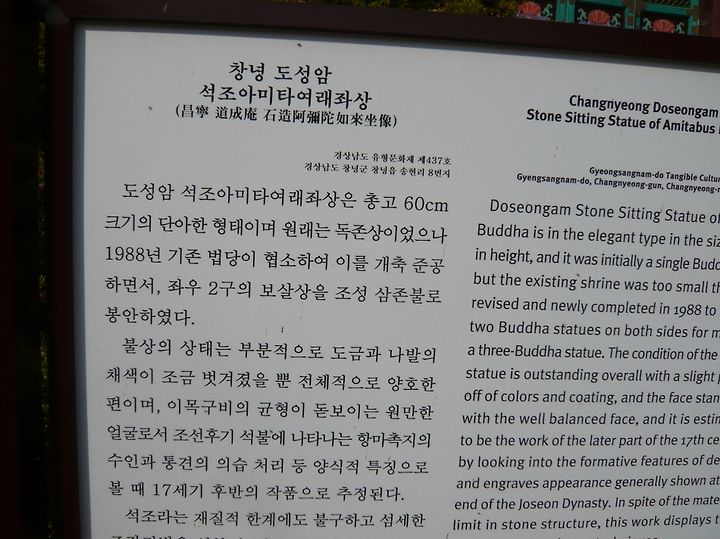 창녕 도성암
석조아미타여래좌상
(昌寧 道成庵 石造阿彌陀如來坐像)
경상남도 유형문화재 제437호
경상남도 창녕군 창녕읍 송현리 8번지
도성암 석조아미타여래좌상은 총고 60cm
크기의 단아한 형태이며 원래는 독존상이었으나
1988년 기존 법당이 협소하여 이를 개축 준공
하면서, 좌우 2구의 보살상을 조성 삼존불로
봉안하였다.
불상의 상태는 부분적으로 도금과 나발의
채색이 조금 벗겨졌을 뿐 전체적으로 양호한
편이며, 이목구비의 균형이 돋보이는 원만한
얼굴로서 조선후기 석불에 나타나는 항마촉지의
수인과 통견의 의습 처리 등 양식적 특징으로
볼 때 17세기 후반의 작품으로 추정된다.
석조라는 재질적 한계에도 불구하고 섬세한
Changnyeong Doseongam
Stone Sitting Statue of Amitabus
Gyeongsangnam-do Tangible Cultu
Gyengsangnam-do, Changnyeong-gun, Changnyeong-
Doseongam Stone Sitting Statue of
Buddha is in the elegant type in the siz
in height, and it was initially a single Budd
but the existing shrine was too small th
revised and newly completed in 1988 to
two Buddha statues on both sides for m
a three-Buddha statue. The condition of the
statue is outstanding overall with a slight p
off of colors and coating, and the face stan
with the well balanced face, and it is estin
to be the work of the later part of the 17th ce
by looking into the formative features of de
and engraves appearance generally shown at
end of the Joseon Dynasty. In spite of the mate
limit in stone structure, this work displays t